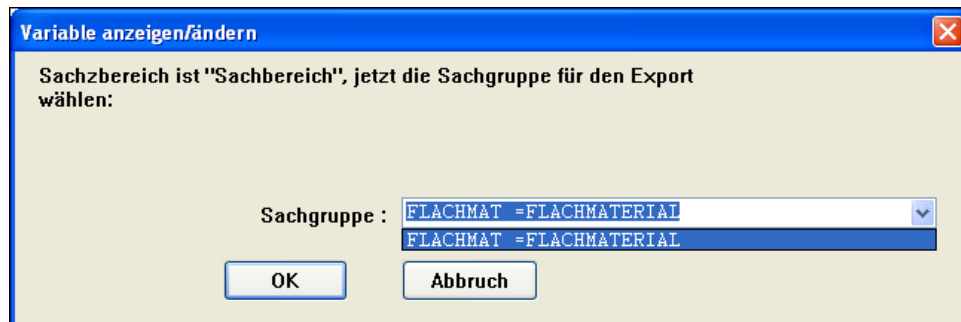 Variable anzeigen/ändern
Sachzbereich ist "Sachbereich", jetzt die Sachgruppe für den Export
wählen:
Sachgruppe : FLACHMAT =FLACHMATERIAL
FLACHMAT =FLACHMATERIAL
OK Abbruch